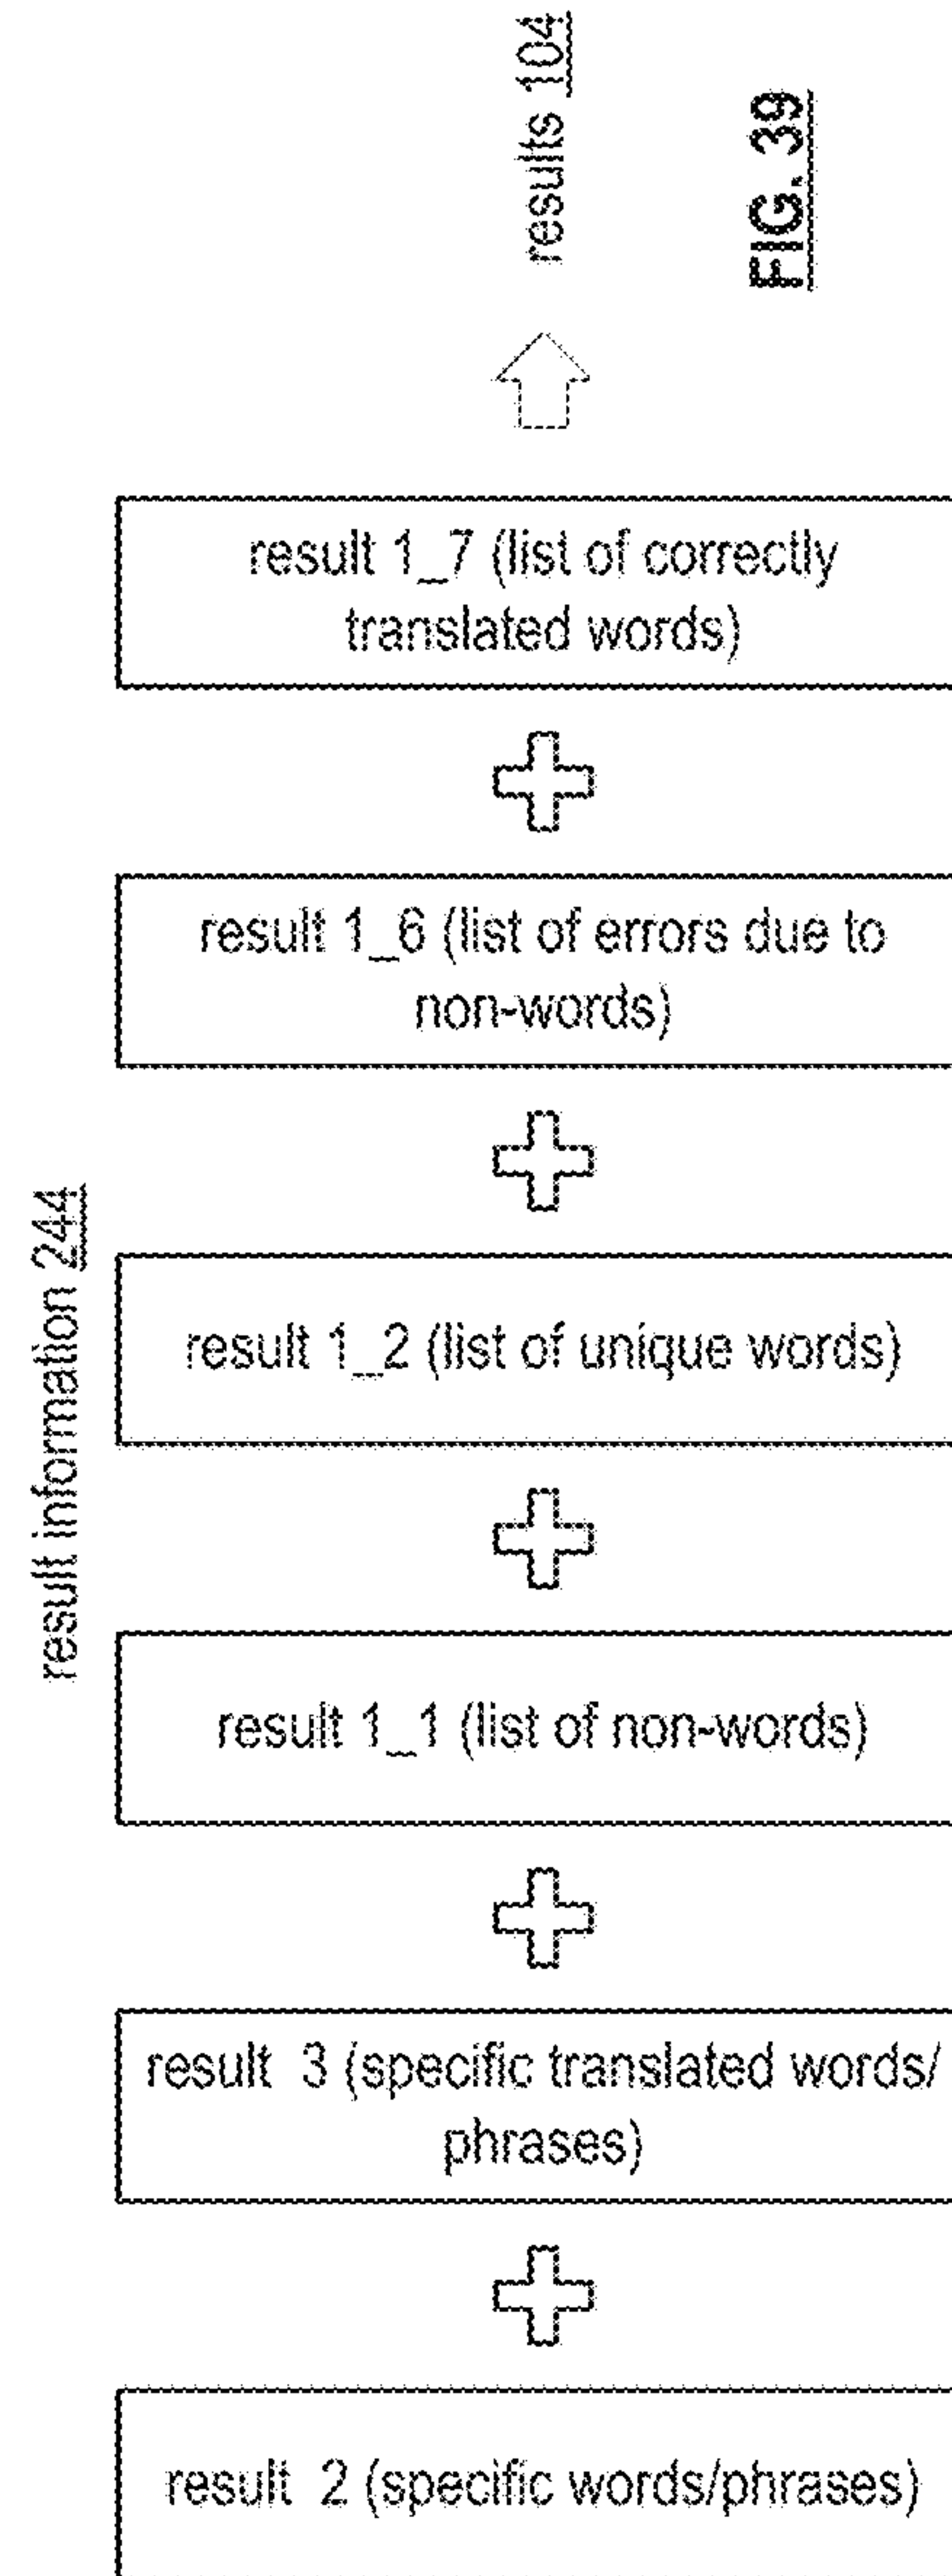 results 104
FIG. 39
result 1_7 (list of correctly
translated words)
result 1_6 (list of errors due to
non-words)
result information 244
result 1_2 (list of unique words)
result 1_1 (list of non-words)
result 3 (specific translated words/
phrases)
result 2 (specific words/phrases)